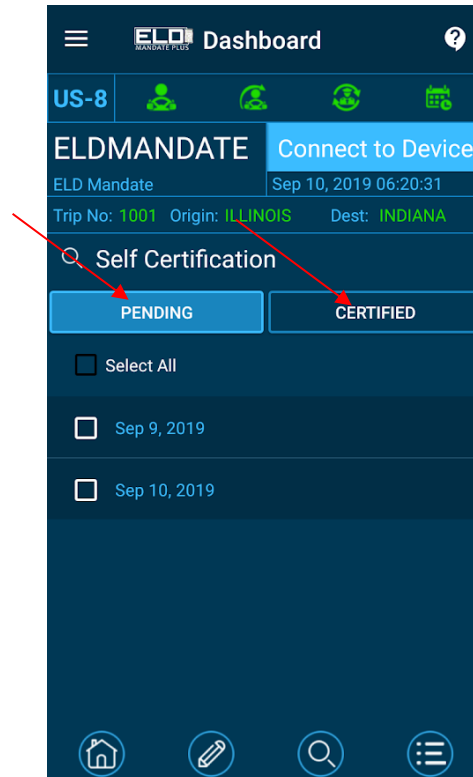 ELD MANDATE PLUS Dashboard ?
US-8
ELDMANDATE Connect to Device
ELD Mandate Sep 10, 2019 06:20:31
Trip No: 1001 Origin: ILLINOIS Dest: INDIANA
Self Certification
PENDING CERTIFIED
Select All
Sep 9, 2019
Sep 10, 2019